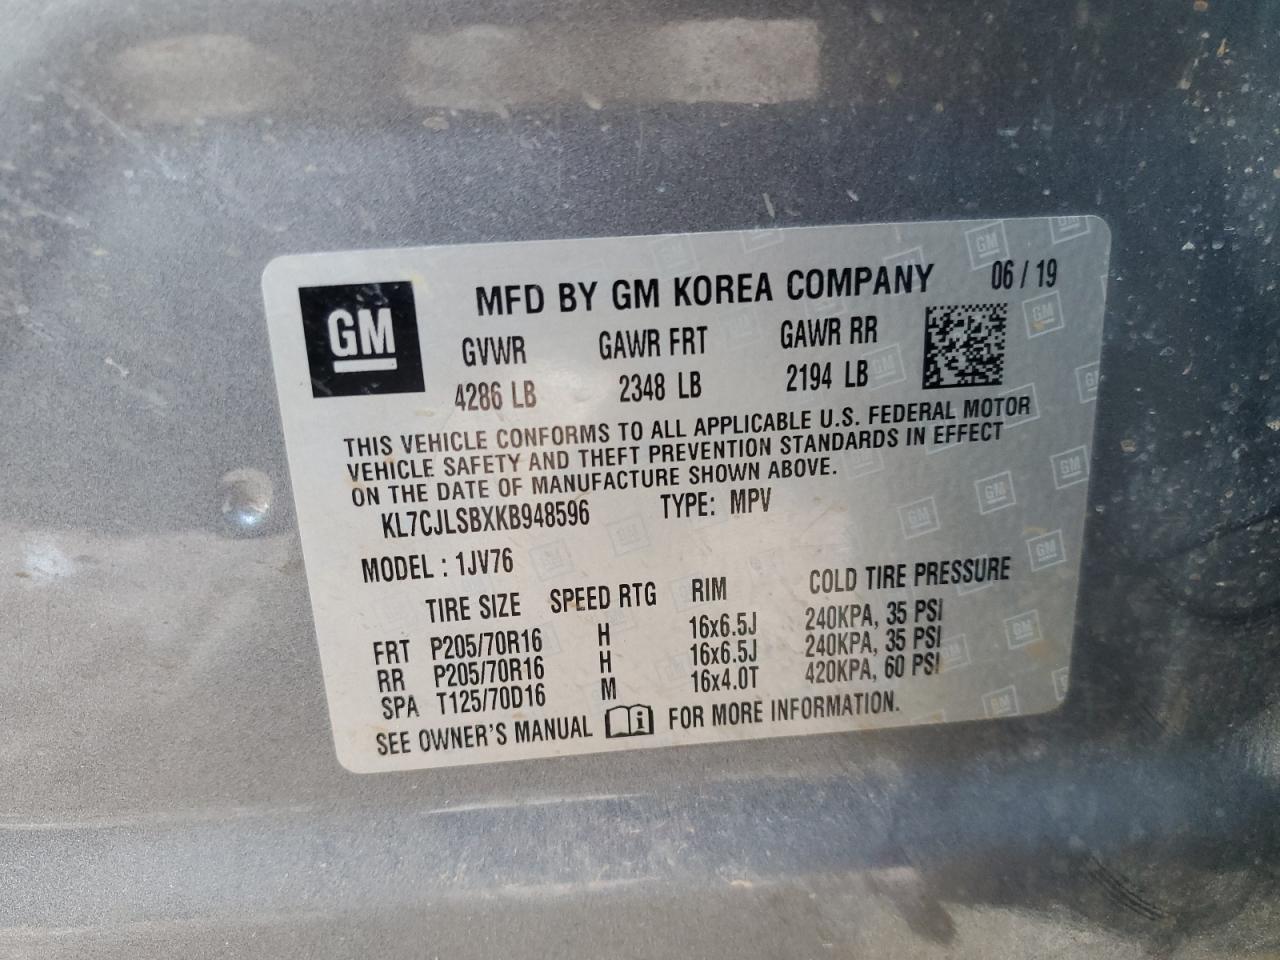 GM
MFD BY GM KOREA COMPANY 06 / 19
GVWR GAWR FRT GAWR RR
4286 LB 2348 LB 2194 LB
THIS VEHICLE CONFORMS TO ALL APPLICABLE U.S. FEDERAL MOTOR
VEHICLE SAFETY AND THEFT PREVENTION STANDARDS IN EFFECT
ON THE DATE OF MANUFACTURE SHOWN ABOVE.
KL7CJLSBXKB948596 TYPE: MPV
MODEL : 1JV76
TIRE SIZE SPEED RTG RIM COLD TIRE PRESSURE
FRT P205/70R16 H 16x6.5J 240KPA, 35 PSI
RR P205/70R16 H 16x6.5J 240KPA, 35 PSI
SPA T125/70D16 M 16x4.0T 420KPA, 60 PSI
SEE OWNER'S MANUAL i FOR MORE INFORMATION.